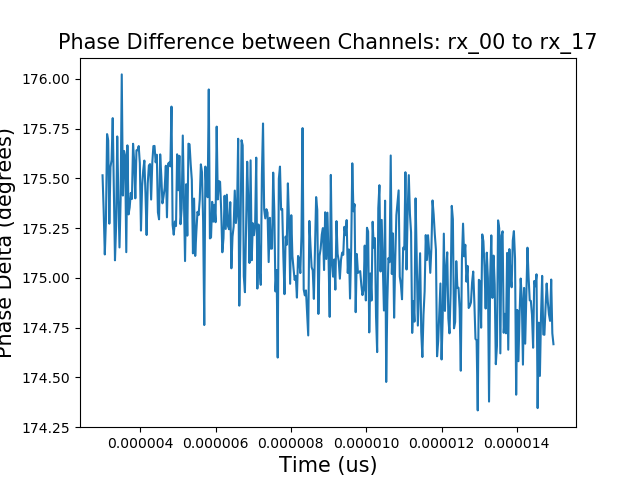 Phase Difference between Channels: rx_00 to rx_17
Phase Delta (degrees)
176.00
175.75
175.50
175.25
175.00
174.75
174.50
174.25
0.000004 0.000006 0.000008 0.000010 0.000012 0.000014
Time (us)